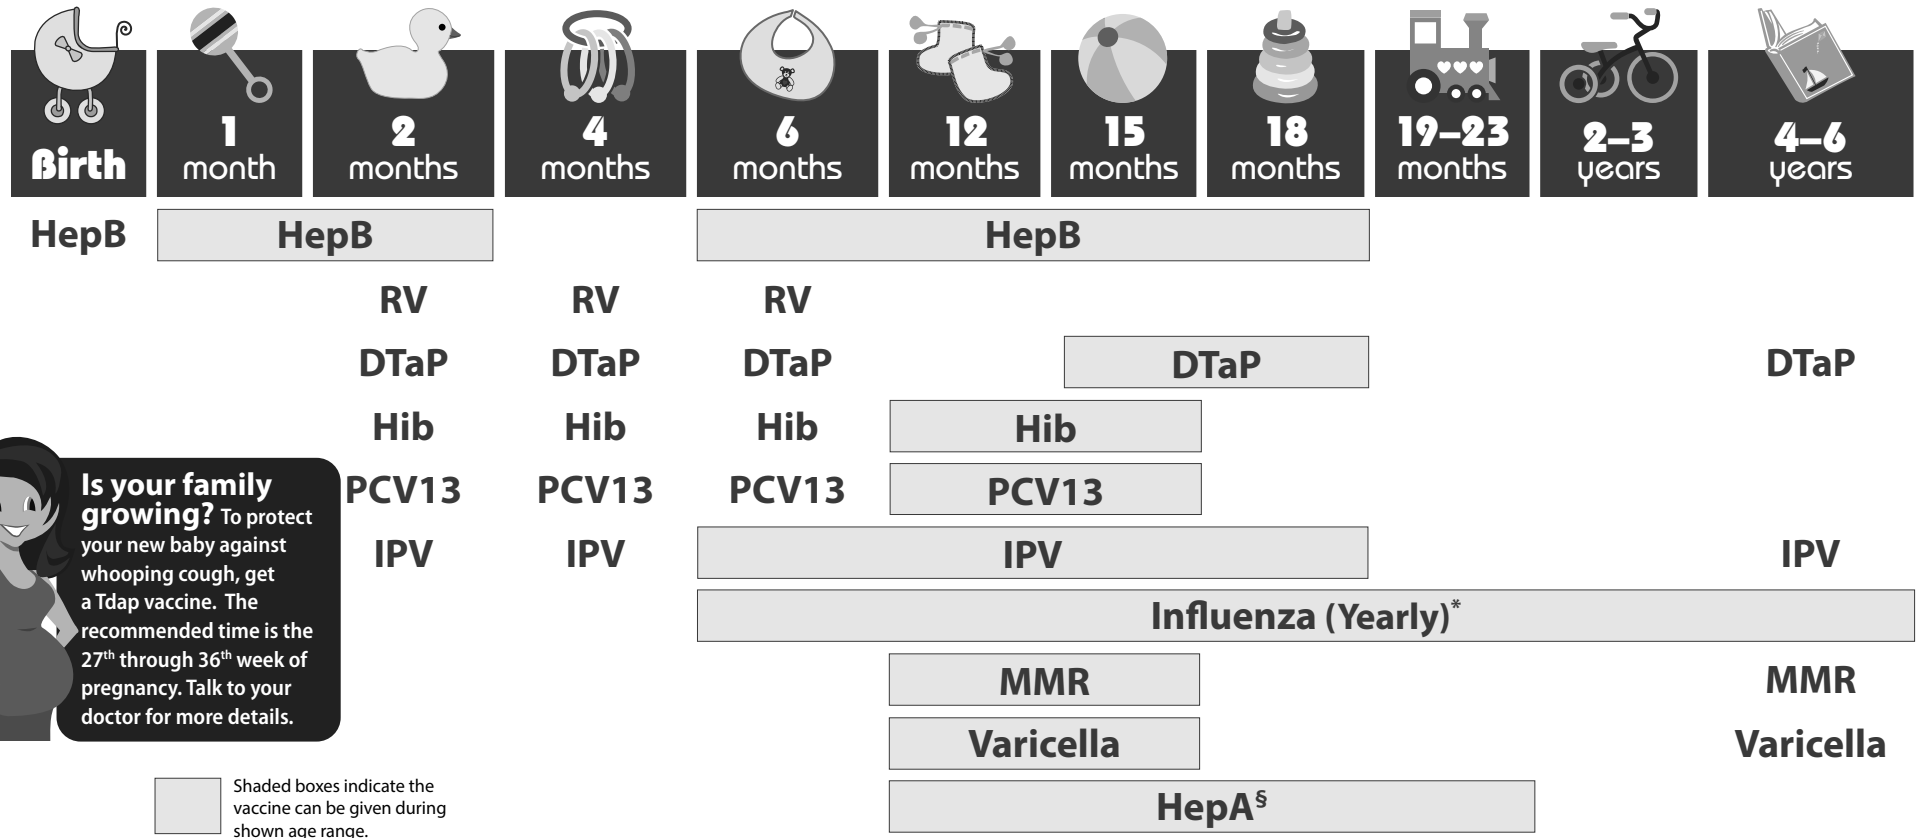 Birth
1
month
2
months
4
months
6
months
12
months
15
months
18
months
19–23
months
2–3
years
4–6
years
HepB HepB HepB
RV RV RV
DTaP DTaP DTaP DTaP DTaP
Hib Hib Hib Hib
PCV13 PCV13 PCV13 PCV13
IPV IPV IPV IPV
Influenza (Yearly)*
MMR MMR
Varicella Varicella
HepA§
Is your family
growing? To protect
your new baby against
whooping cough, get
a Tdap vaccine. The
recommended time is the
27th through 36th week of
pregnancy. Talk to your
doctor for more details.
Shaded boxes indicate the
vaccine can be given during
shown age range.